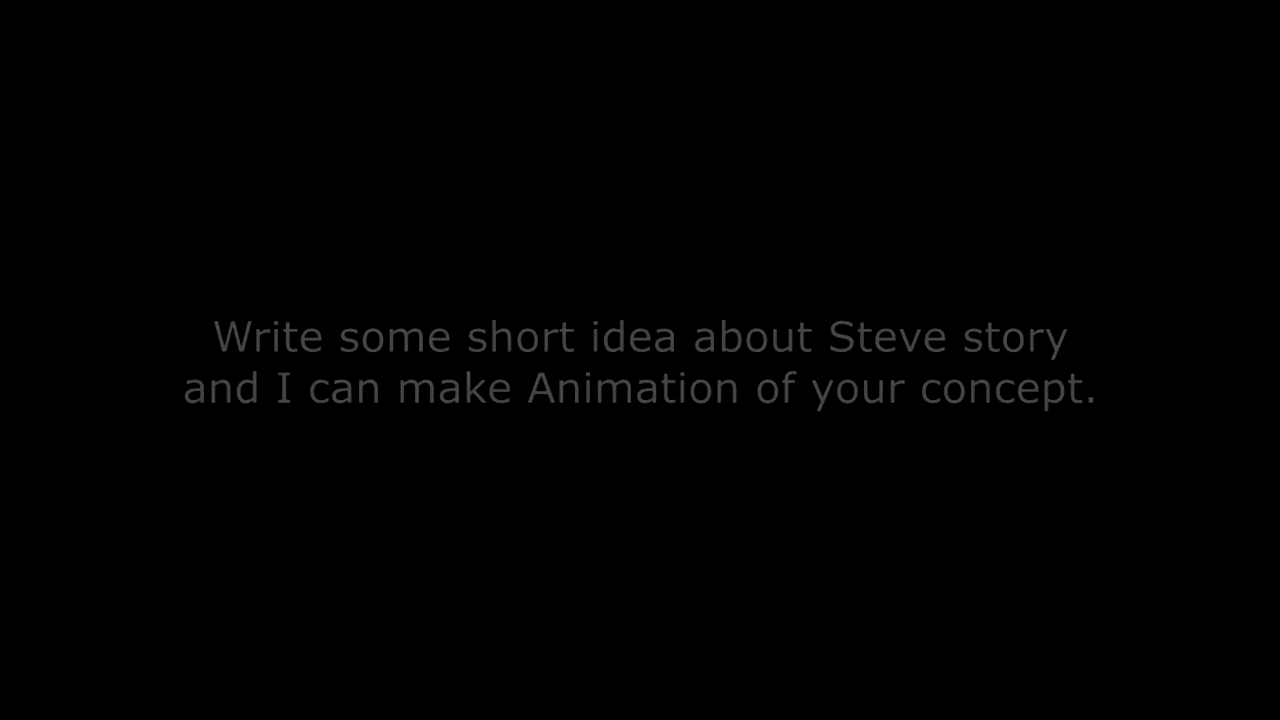 Write some short idea about Steve story
and I can make Animation of your concept.